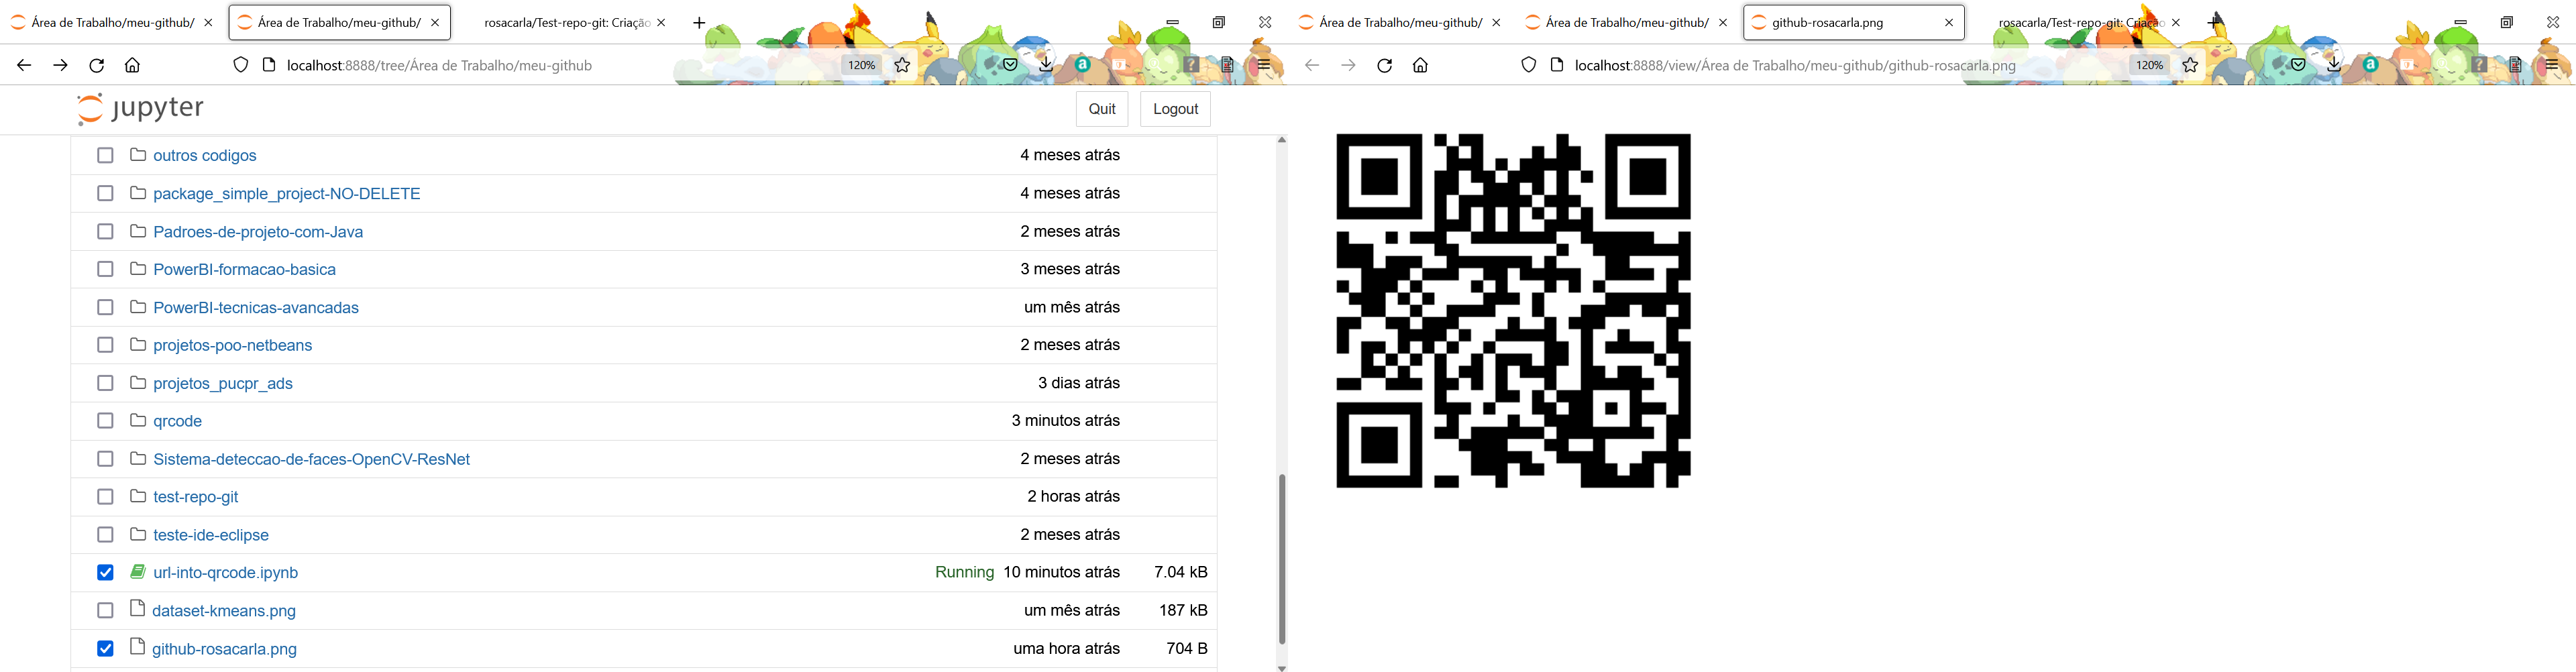 Área de Trabalho/meu-github/
Área de Trabalho/meu-github/
rosacarla/Test-repo-git: Criação
localhost:8888/tree/Área de Trabalho/meu-github
120%
jupyter
Quit
Logout
outros codigos 4 meses atrás
package_simple_project-NO-DELETE 4 meses atrás
Padroes-de-projeto-com-Java 2 meses atrás
PowerBI-formacao-basica 3 meses atrás
PowerBI-tecnicas-avancadas um mês atrás
projetos-poo-netbeans 2 meses atrás
projetos_pucpr_ads 3 dias atrás
qrcode 3 minutos atrás
Sistema-deteccao-de-faces-OpenCV-ResNet 2 meses atrás
test-repo-git 2 horas atrás
teste-ide-eclipse 2 meses atrás
url-into-qrcode.ipynb Running 10 minutos atrás 7.04 kB
dataset-kmeans.png um mês atrás 187 kB
github-rosacarla.png uma hora atrás 704 B
Área de Trabalho/meu-github/
Área de Trabalho/meu-github/
github-rosacarla.png
rosacarla/Test-repo-git: Criação
localhost:8888/view/Área de Trabalho/meu-github/github-rosacarla.png
120%